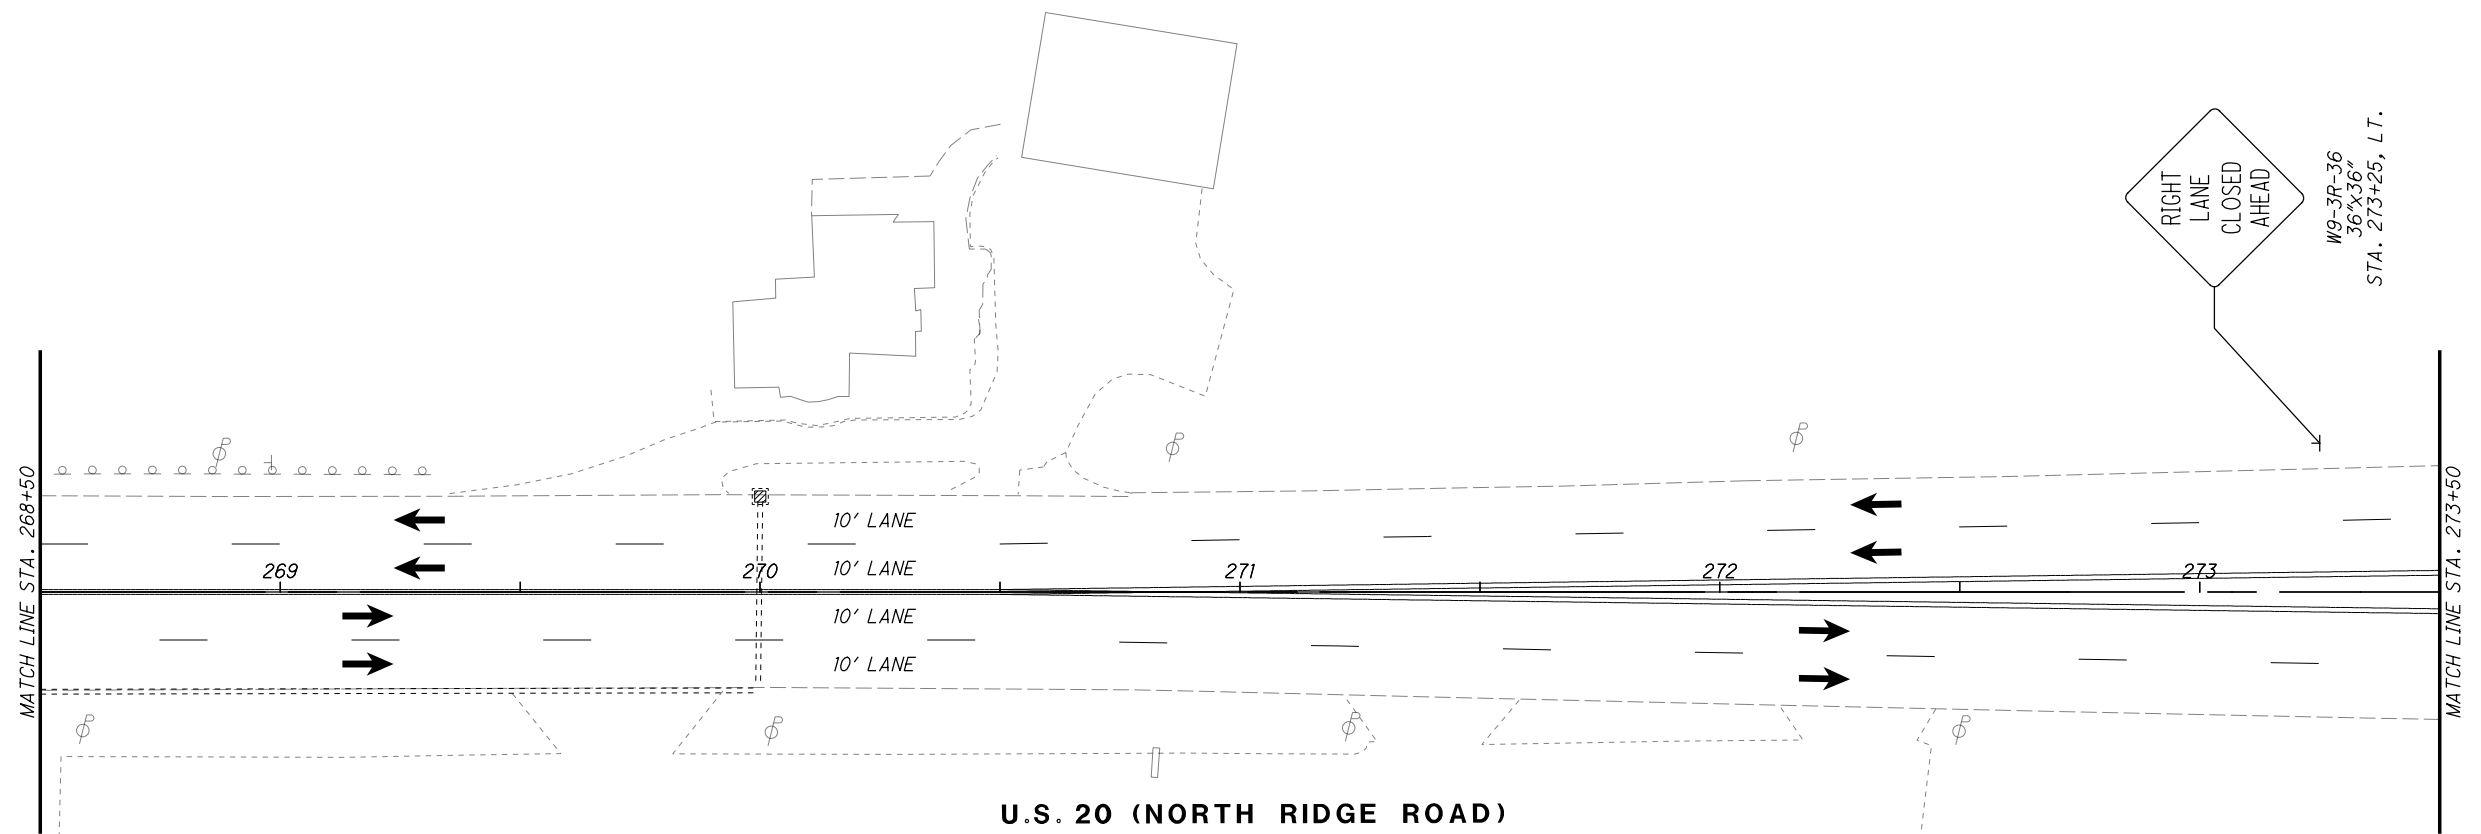 RIGHT
LANE
CLOSED
AHEAD
W9-3R-36
36"x36"
STA. 273+25, LT.
MATCH LINE STA. 268+50
MATCH LINE STA. 273+50
10' LANE
10' LANE
269
270
271
272
273
10' LANE
10' LANE
U.S. 20 (NORTH RIDGE ROAD)